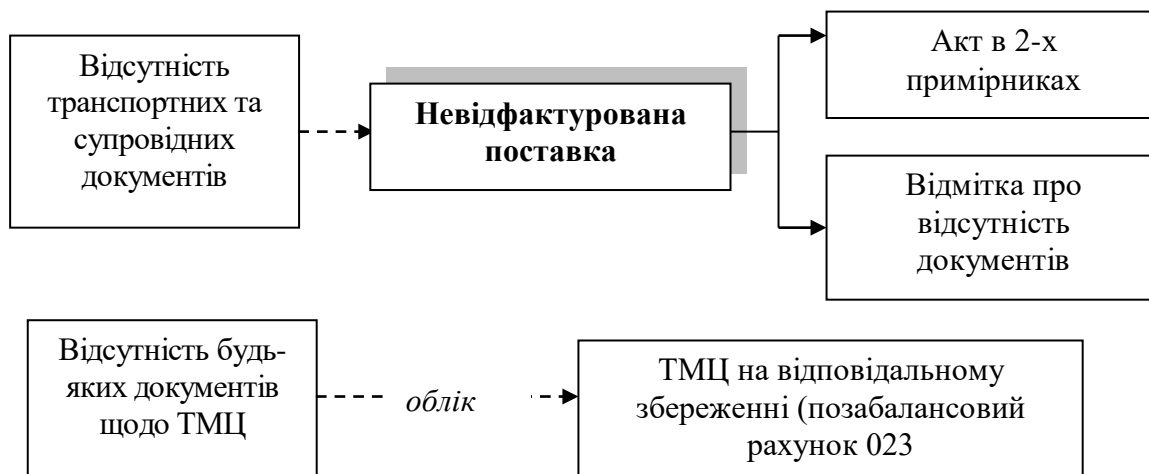 Відсутність
транспортних та
супровідних
документів
Невідфактурована
поставка
Акт в 2-х
примірниках
Відмітка про
відсутність
документів
Відсутність будь-
яких документів
щодо ТМЦ
облік
ТМЦ на відповідальному
збереженні (позабалансовий
рахунок 023